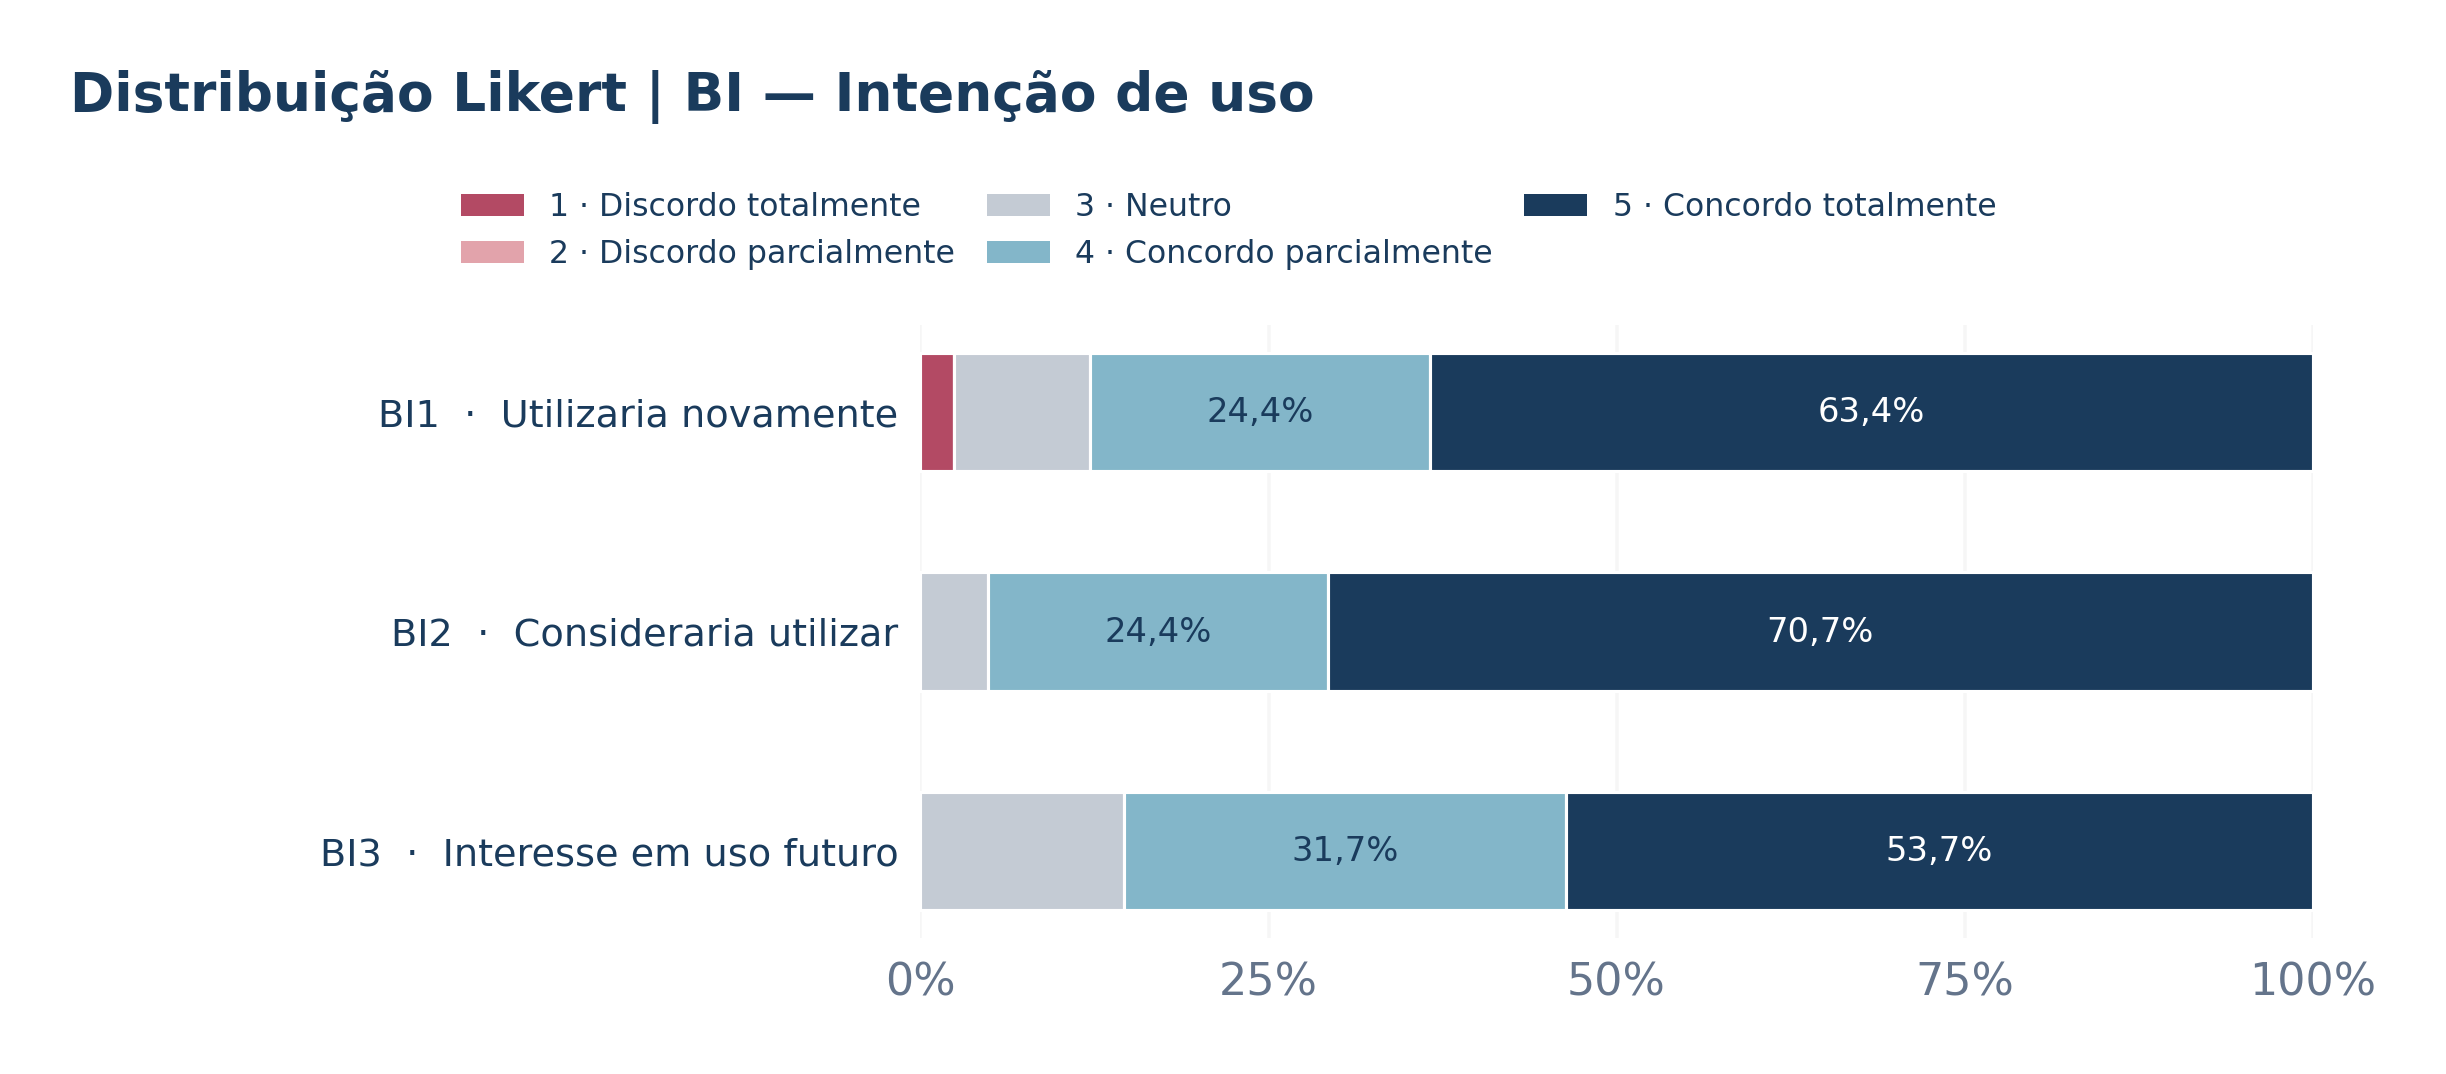 Distribuição Likert | BI — Intenção de uso
1 · Discordo totalmente
2 · Discordo parcialmente
3 · Neutro
4 · Concordo parcialmente
5 · Concordo totalmente
BI1 · Utilizaria novamente
24,4%
63,4%
BI2 · Consideraria utilizar
24,4%
70,7%
BI3 · Interesse em uso futuro
31,7%
53,7%
0%
25%
50%
75%
100%